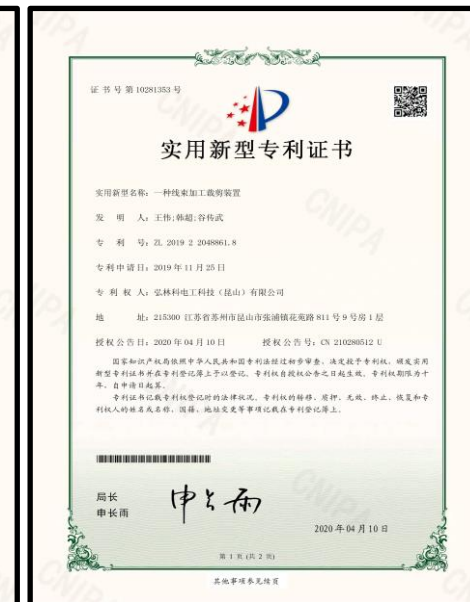 证书号第10281353号
实用新型专利证书
实用新型名称：一种线束加工裁剪装置
发 明 人：王伟;韩超;谷传武
专 利 号：ZL 2019 2 2048861.8
专利申请日：2019年11月25日
专 利 权 人：弘林科电工科技（昆山）有限公司
地 址：215300 江苏省苏州市昆山市张浦镇花苑路811号9号房1层
授权公告日：2020年04月10日 授权公告号：CN 210280512 U
国家知识产权局依照中华人民共和国专利法经过初步审查，决定授予专利权，颁发实用
新型专利证书并在专利登记簿上予以登记。专利权自授权公告之日起生效。专利权期限为十
年，自申请日起算。
专利证书记载专利权登记时的法律状况。专利权的转移、质押、无效、终止、恢复和专
利权人的姓名或名称、国籍、地址变更等事项记载在专利登记簿上。
局长
申长雨
申长雨
2020年04月10日
第 1 页 (共 2 页)
其他事项参见续页
CNIPA
CNIPA
CNIPA
CNIPA